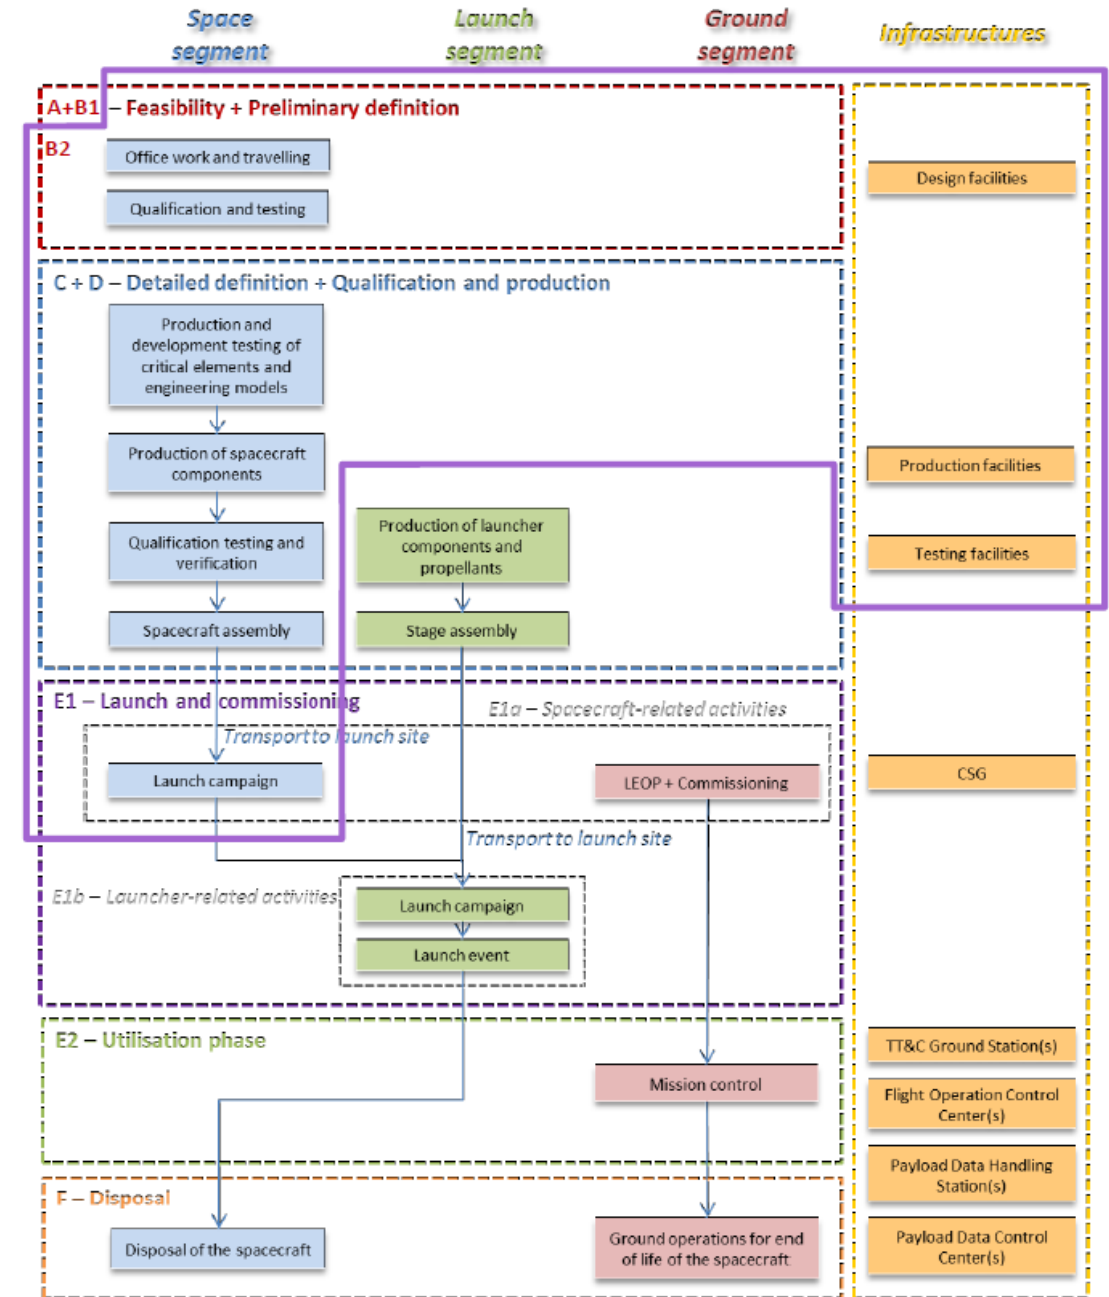 Space
segment
Launch
segment
Ground
segment
Infrastructures
A+B1 – Feasibility + Preliminary definition
B2
Office work and travelling
Qualification and testing
Design facilities
C + D – Detailed definition + Qualification and production
Production and
development testing of
critical elements and
engineering models
Production of spacecraft
components
Qualification testing and
verification
Spacecraft assembly
Production of launcher
components and
propellants
Stage assembly
Production facilities
Testing facilities
E1 – Launch and commissioning
E1a – Spacecraft-related activities
Transport to launch site
Launch campaign
LEOP + Commissioning
CSG
Transport to launch site
E1b – Launcher-related activities
Launch campaign
Launch event
E2 – Utilisation phase
Mission control
TT&C Ground Station(s)
Flight Operation Control
Center(s)
Payload Data Handling
Station(s)
Payload Data Control
Center(s)
F – Disposal
Disposal of the spacecraft
Ground operations for end
of life of the spacecraft